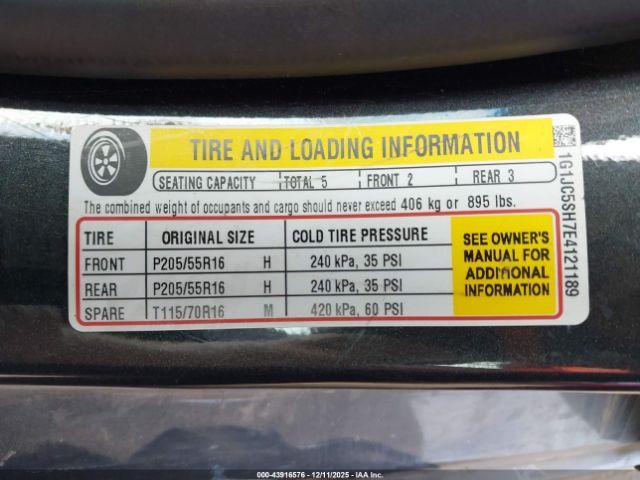 TIRE AND LOADING INFORMATION
SEATING CAPACITY TOTAL 5 FRONT 2 REAR 3
The combined weight of occupants and cargo should never exceed 406 kg or 895 lbs.
TIRE ORIGINAL SIZE COLD TIRE PRESSURE
FRONT P205/55R16 H 240 kPa, 35 PSI
REAR P205/55R16 H 240 kPa, 35 PSI
SPARE T115/70R16 M 420 kPa, 60 PSI
SEE OWNER'S
MANUAL FOR
ADDITIONAL
INFORMATION
1G1JC5SH7E4121189
000-43916576 - 12/11/2025 - IAA Inc.